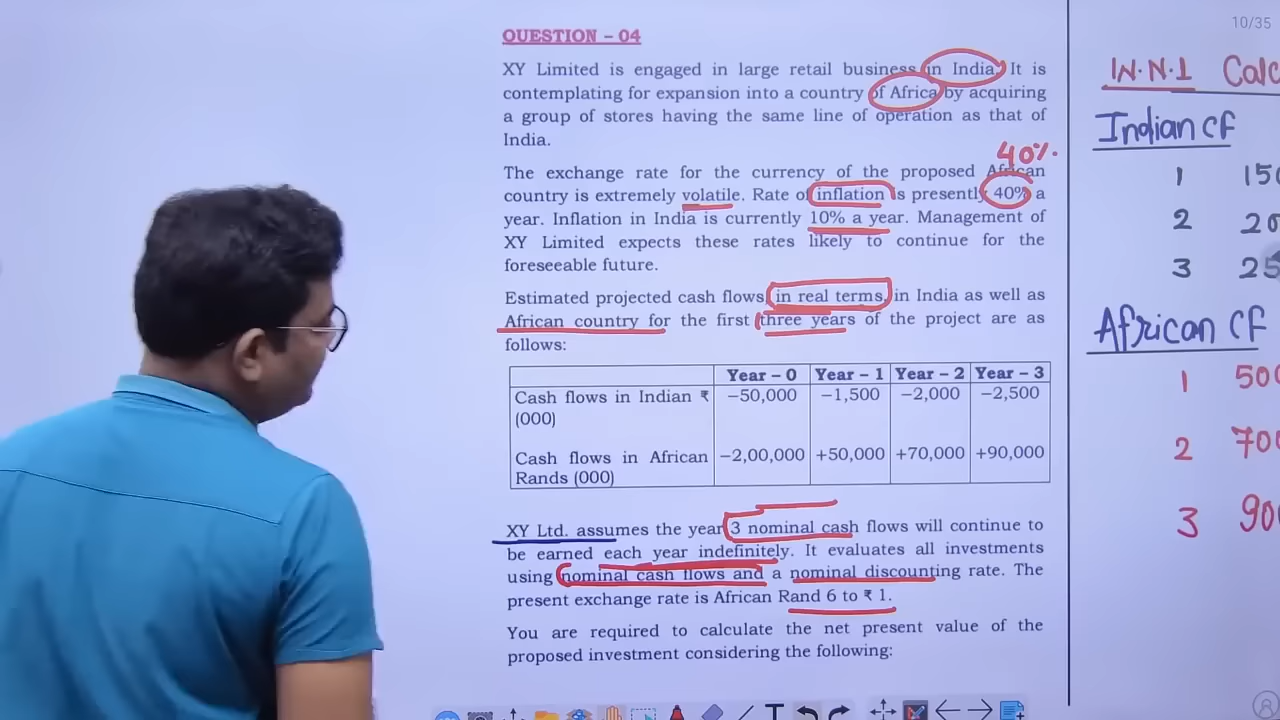 10/35
QUESTION – 04
XY Limited is engaged in large retail business in India. It is
contemplating for expansion into a country of Africa by acquiring
a group of stores having the same line of operation as that of
India.
40%.
The exchange rate for the currency of the proposed African
country is extremely volatile. Rate of inflation is presently 40% a
year. Inflation in India is currently 10% a year. Management of
XY Limited expects these rates likely to continue for the
foreseeable future.
Estimated projected cash flows, in real terms, in India as well as
African country for the first three years of the project are as
follows:
Year – 0 Year – 1 Year – 2 Year – 3
Cash flows in Indian ₹ −50,000 −1,500 −2,000 −2,500
(000)
Cash flows in African −2,00,000 +50,000 +70,000 +90,000
Rands (000)
XY Ltd. assumes the year 3 nominal cash flows will continue to
be earned each year indefinitely. It evaluates all investments
using nominal cash flows and a nominal discounting rate. The
present exchange rate is African Rand 6 to ₹ 1.
You are required to calculate the net present value of the
proposed investment considering the following:
W.N.1 Calc
Indian CF
1 150
2 20
3 25
African CF
1 500
2 700
3 90
T